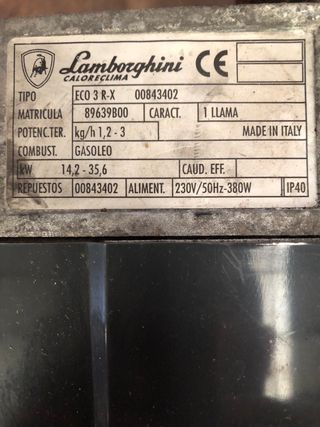 Lamborghini CE
CALORECLIMA
TIPO ECO 3 R-X 00843402
MATRICULA 89639B00 CARACT. 1 LLAMA
POTENC.TER. kg/h 1,2 - 3 MADE IN ITALY
COMBUST. GASOLEO
kW 14,2 - 35,6 CAUD. EFF.
REPUESTOS 00843402 ALIMENT. 230V/50Hz-380W IP40